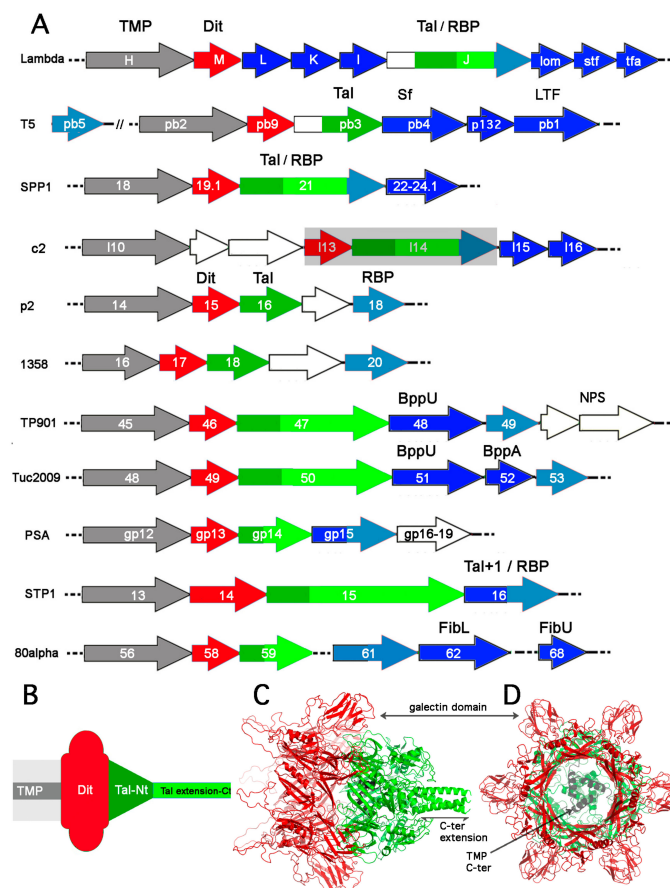 A
TMP Dit Tal / RBP
Lambda H M L K I J lom stf tfa
Tal Sf LTF
T5 pb5 // pb2 pb9 pb3 pb4 p132 pb1
Tal / RBP
SPP1 18 19.1 21 22-24.1
c2 l10 l13 l14 l15 l16
Dit Tal RBP
p2 14 15 16 18
1358 16 17 18 20
BppU NPS
TP901 45 46 47 48 49
BppU BppA
Tuc2009 48 49 50 51 52 53
PSA gp12 gp13 gp14 gp15 gp16-19
Tal+1 / RBP
STP1 13 14 15 16
FibL FibU
80alpha 56 58 59 61 62 68
B C D
galectin domain
TMP Dit Tal-Nt Tal extension-Ct
C-ter
extension
TMP
C-ter